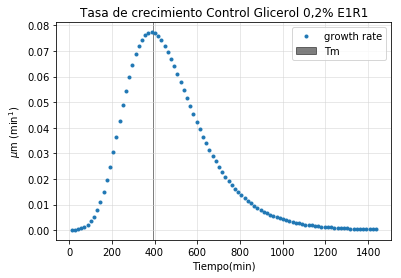 Tasa de crecimiento Control Glicerol 0,2% E1R1
growth rate
Tm
0.08
0.07
0.06
0.05
0.04
0.03
0.02
0.01
0.00
μm (min¹)
0 200 400 600 800 1000 1200 1400
Tiempo(min)